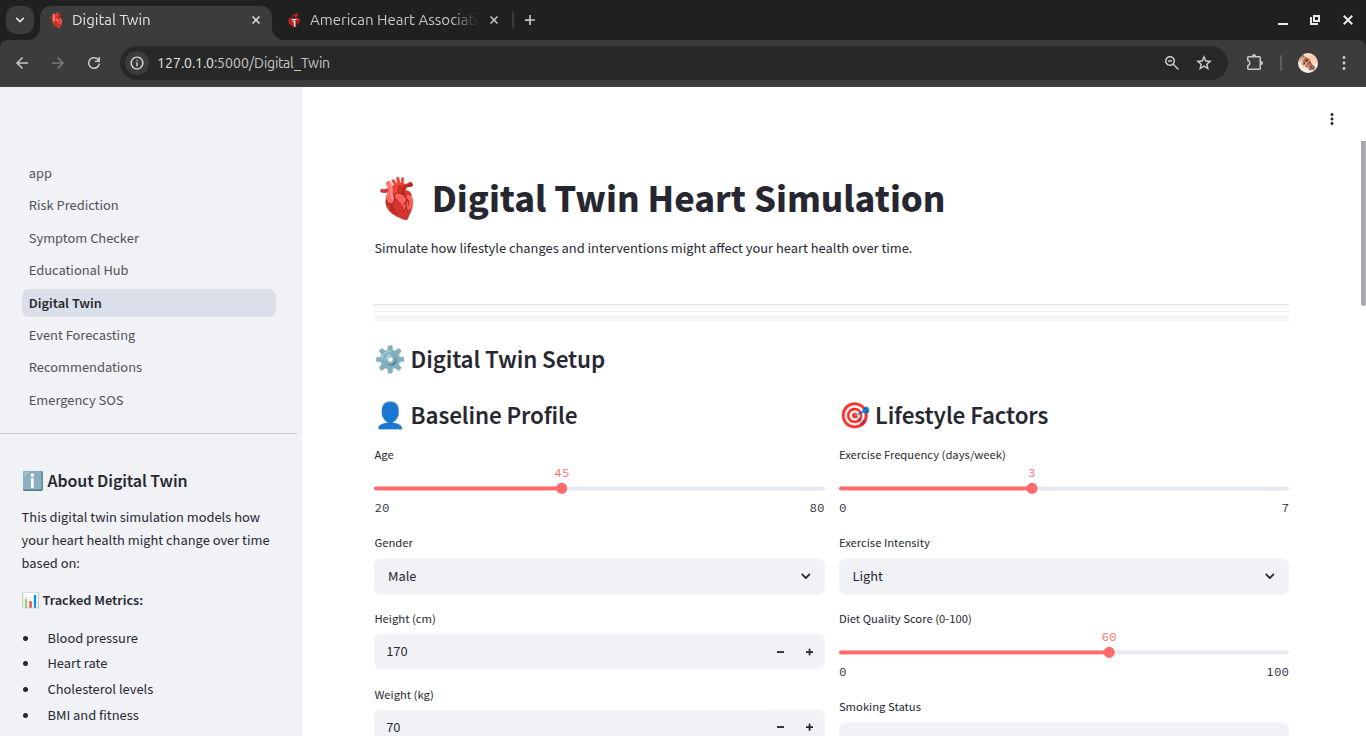 Digital Twin
American Heart Associat
127.0.1.0:5000/Digital_Twin
app
Risk Prediction
Symptom Checker
Educational Hub
Digital Twin
Event Forecasting
Recommendations
Emergency SOS
About Digital Twin
This digital twin simulation models how
your heart health might change over time
based on:
Tracked Metrics:
Blood pressure
Heart rate
Cholesterol levels
BMI and fitness
Digital Twin Heart Simulation
Simulate how lifestyle changes and interventions might affect your heart health over time.
Digital Twin Setup
Baseline Profile
Age
45
20 80
Gender
Male
Height (cm)
170
Weight (kg)
70
Lifestyle Factors
Exercise Frequency (days/week)
3
0 7
Exercise Intensity
Light
Diet Quality Score (0-100)
60
0 100
Smoking Status